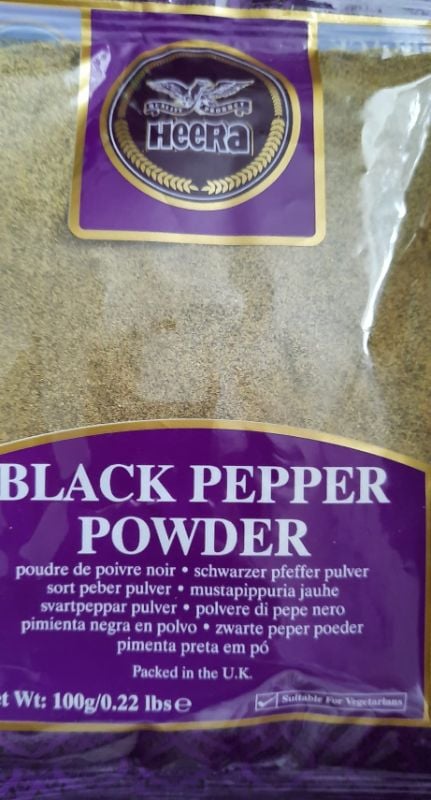 QUALITY PRODUCT
HEERA
BLACK PEPPER
POWDER
poudre de poivre noir • schwarzer pfeffer pulver
sort peber pulver • mustapippuria jauhe
svartpeppar pulver • polvere di pepe nero
pimienta negra en polvo • zwarte peper poeder
pimenta preta em pó
Packed in the U.K.
t Wt: 100g/0.22 lbs e
Suitable For Vegetarians